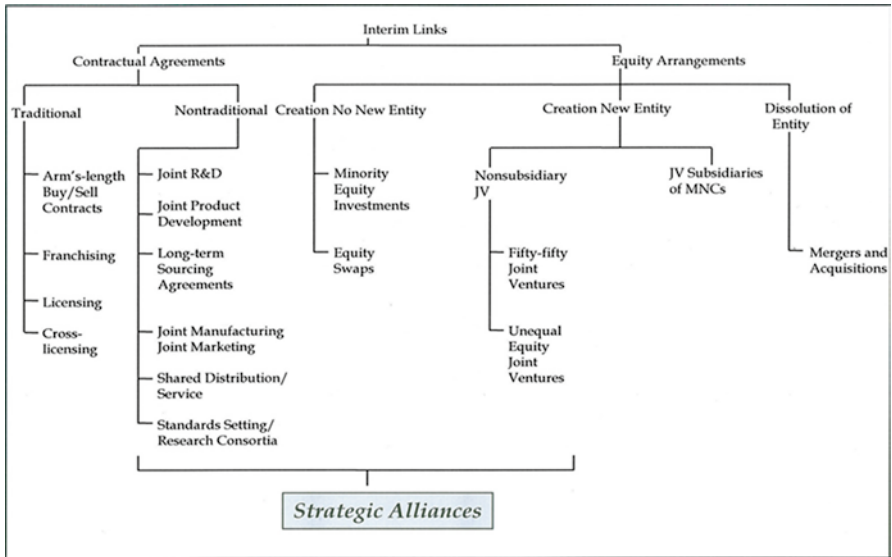 Interim Links
Contractual Agreements
Equity Arrangements
Traditional
Nontraditional
Creation No New Entity
Creation New Entity
Dissolution of
Entity
Arm's-length
Buy/Sell
Contracts
Franchising
Licensing
Cross-
licensing
Joint R&D
Joint Product
Development
Long-term
Sourcing
Agreements
Joint Manufacturing
Joint Marketing
Shared Distribution/
Service
Standards Setting/
Research Consortia
Minority
Equity
Investments
Equity
Swaps
Nonsubsidiary
JV
Fifty-fifty
Joint
Ventures
Unequal
Equity
Joint
Ventures
JV Subsidiaries
of MNCs
Mergers and
Acquisitions
Strategic Alliances